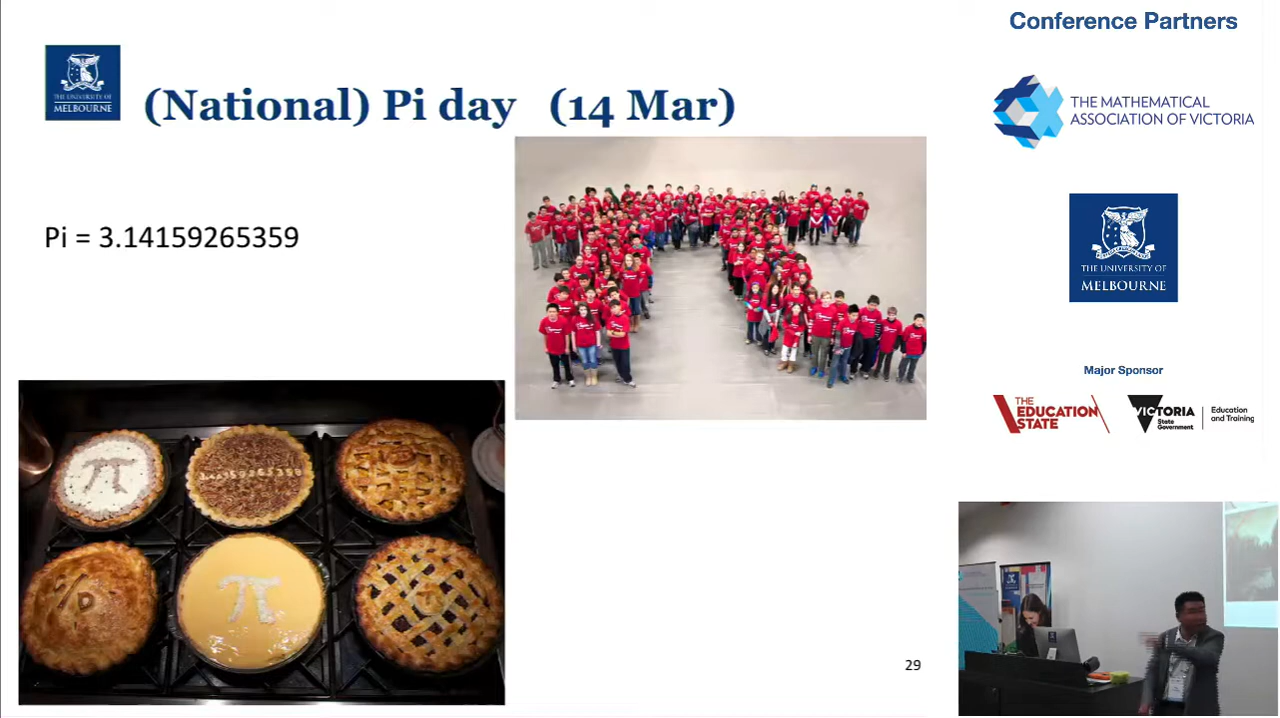 Conference Partners
THE UNIVERSITY OF
MELBOURNE
(National) Pi day (14 Mar)
THE MATHEMATICAL
ASSOCIATION OF VICTORIA
Pi = 3.14159265359
THE UNIVERSITY OF
MELBOURNE
Major Sponsor
THE
EDUCATION
STATE
VICTORIA
State
Government
Education
and Training
π
π
29